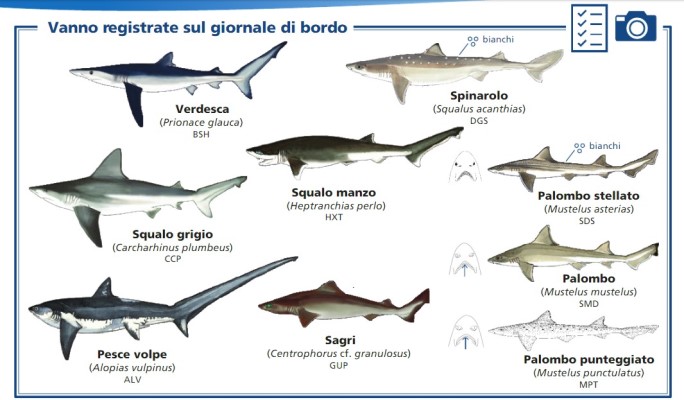 Vanno registrate sul giornale di bordo
Verdesca
(Prionace glauca)
BSH
bianchi
Spinarolo
(Squalus acanthias)
DGS
Squalo manzo
(Heptranchias perlo)
HXT
bianchi
Palombo stellato
(Mustelus asterias)
SDS
Squalo grigio
(Carcharhinus plumbeus)
CCP
Palombo
(Mustelus mustelus)
SMD
Pesce volpe
(Alopias vulpinus)
ALV
Sagri
(Centrophorus cf. granulosus)
GUP
Palombo punteggiato
(Mustelus punctulatus)
MPT